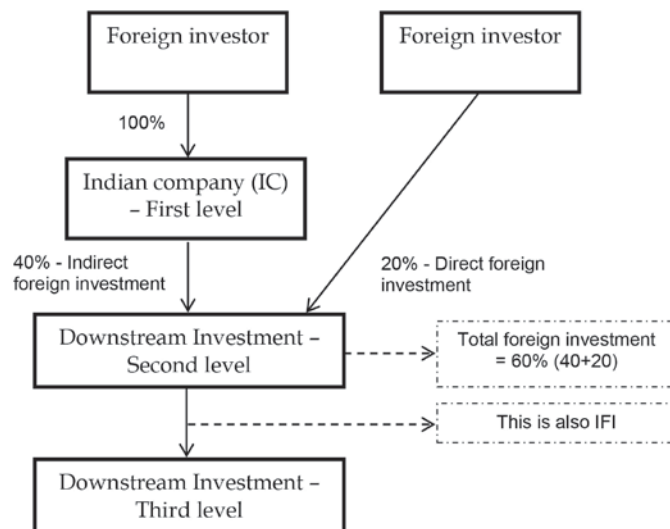 Foreign investor
Foreign investor
100%
Indian company (IC)
– First level
40% - Indirect
foreign investment
20% - Direct foreign
investment
Downstream Investment –
Second level
Total foreign investment
= 60% (40+20)
This is also IFI
Downstream Investment –
Third level